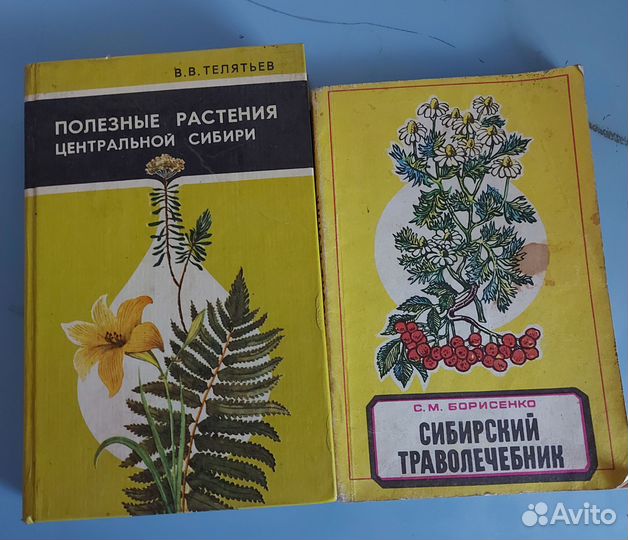 В.В.ТЕЛЯТЬЕВ
ПОЛЕЗНЫЕ РАСТЕНИЯ
ЦЕНТРАЛЬНОЙ СИБИРИ
С.М. БОРИСЕНКО
СИБИРСКИЙ
ТРАВОЛЕЧЕБНИК
Avito